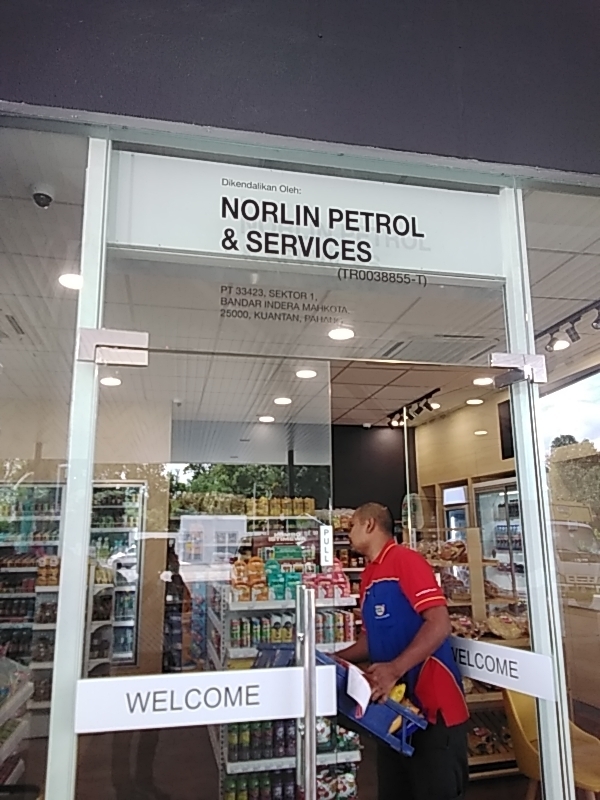 Dikendalikan Oleh:
NORLIN PETROL
& SERVICES
(TR0038855-T)
PT 33423, SEKTOR 1,
BANDAR INDERA MAHKOTA,
25000, KUANTAN, PAHANG
PULL
WELCOME
WELCOME